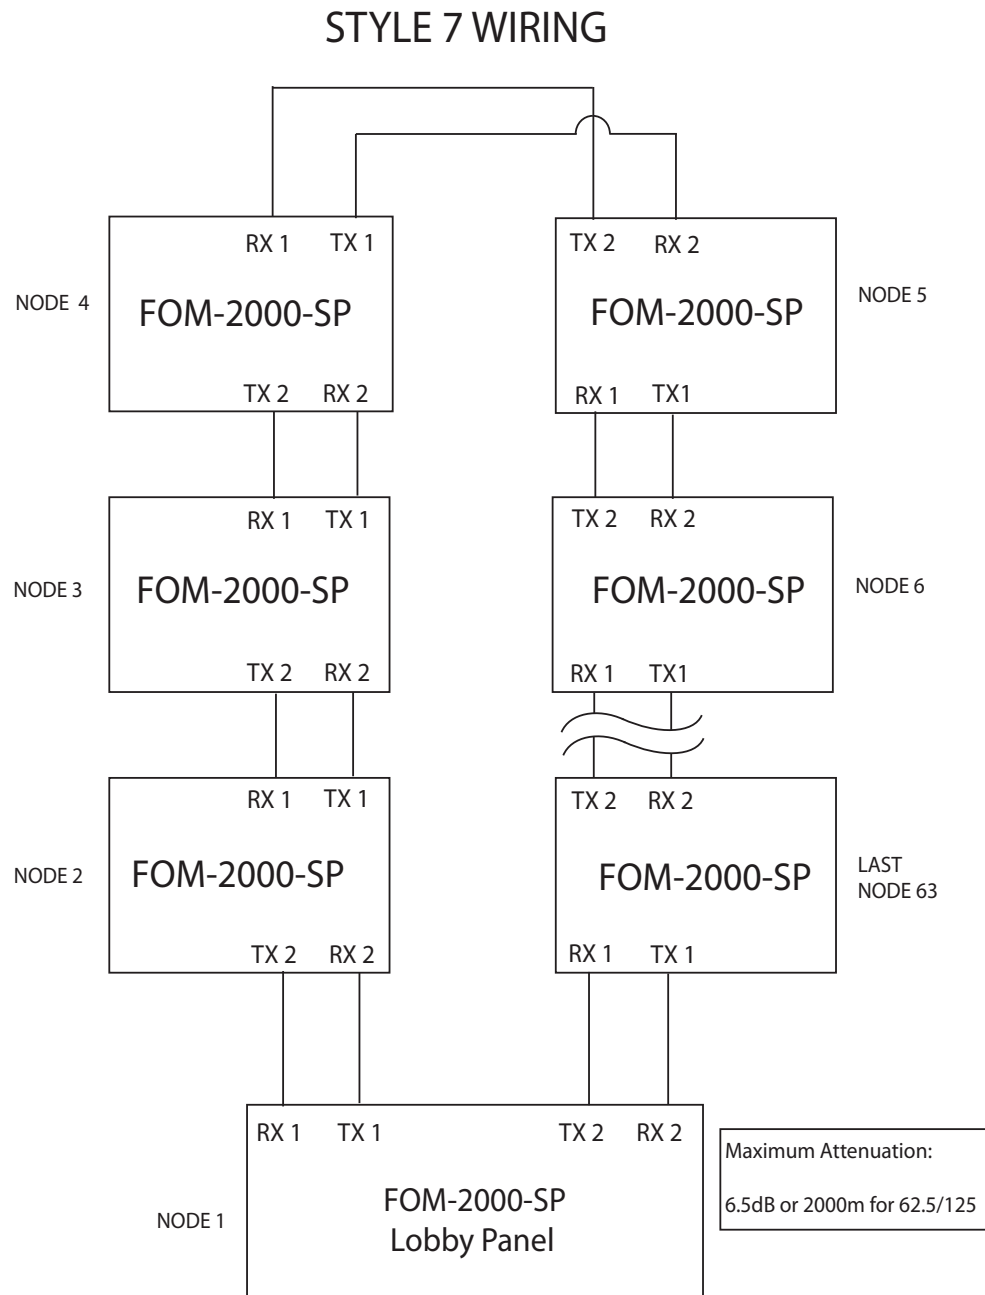 STYLE 7 WIRING
RX 1 TX 1
TX 2 RX 2
NODE 4
FOM-2000-SP
FOM-2000-SP
NODE 5
TX 2 RX 2
RX 1 TX1
RX 1 TX 1
TX 2 RX 2
NODE 3
FOM-2000-SP
FOM-2000-SP
NODE 6
TX 2 RX 2
RX 1 TX1
RX 1 TX 1
TX 2 RX 2
NODE 2
FOM-2000-SP
FOM-2000-SP
LAST
NODE 63
TX 2 RX 2
RX 1 TX 1
RX 1 TX 1 TX 2 RX 2
Maximum Attenuation:
6.5dB or 2000m for 62.5/125
NODE 1
FOM-2000-SP
Lobby Panel